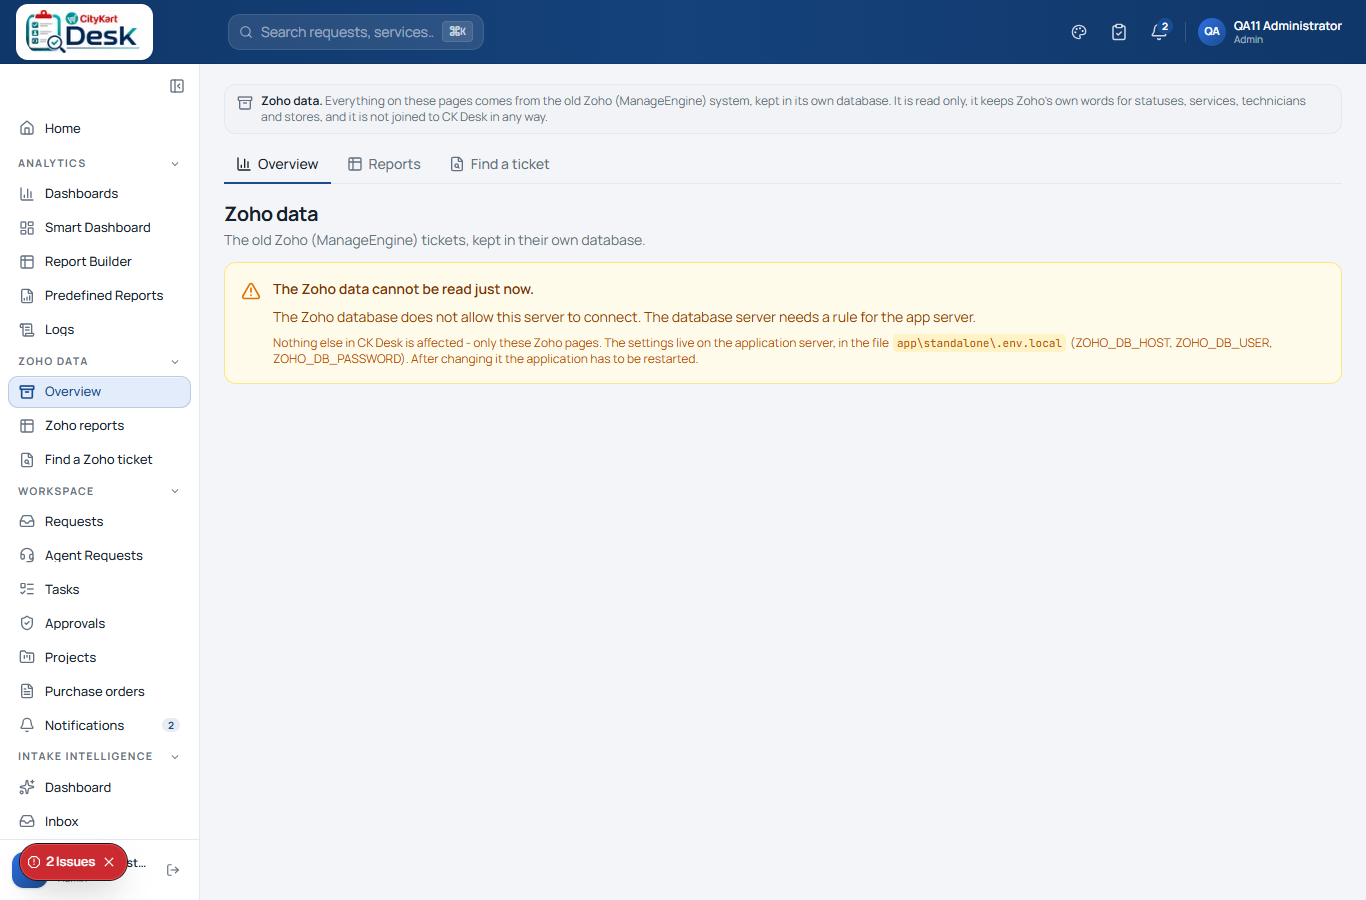 CityKart
Desk
Search requests, services.. ⌘K
2
QA
QA11 Administrator
Admin
Home
ANALYTICS
Dashboards
Smart Dashboard
Report Builder
Predefined Reports
Logs
ZOHO DATA
Overview
Zoho reports
Find a Zoho ticket
WORKSPACE
Requests
Agent Requests
Tasks
Approvals
Projects
Purchase orders
Notifications 2
INTAKE INTELLIGENCE
Dashboard
Inbox
2 Issues
st...
Zoho data. Everything on these pages comes from the old Zoho (ManageEngine) system, kept in its own database. It is read only, it keeps Zoho's own words for statuses, services, technicians
and stores, and it is not joined to CK Desk in any way.
Overview Reports Find a ticket
Zoho data
The old Zoho (ManageEngine) tickets, kept in their own database.
The Zoho data cannot be read just now.
The Zoho database does not allow this server to connect. The database server needs a rule for the app server.
Nothing else in CK Desk is affected - only these Zoho pages. The settings live on the application server, in the file app\standalone\.env.local (ZOHO_DB_HOST, ZOHO_DB_USER,
ZOHO_DB_PASSWORD). After changing it the application has to be restarted.